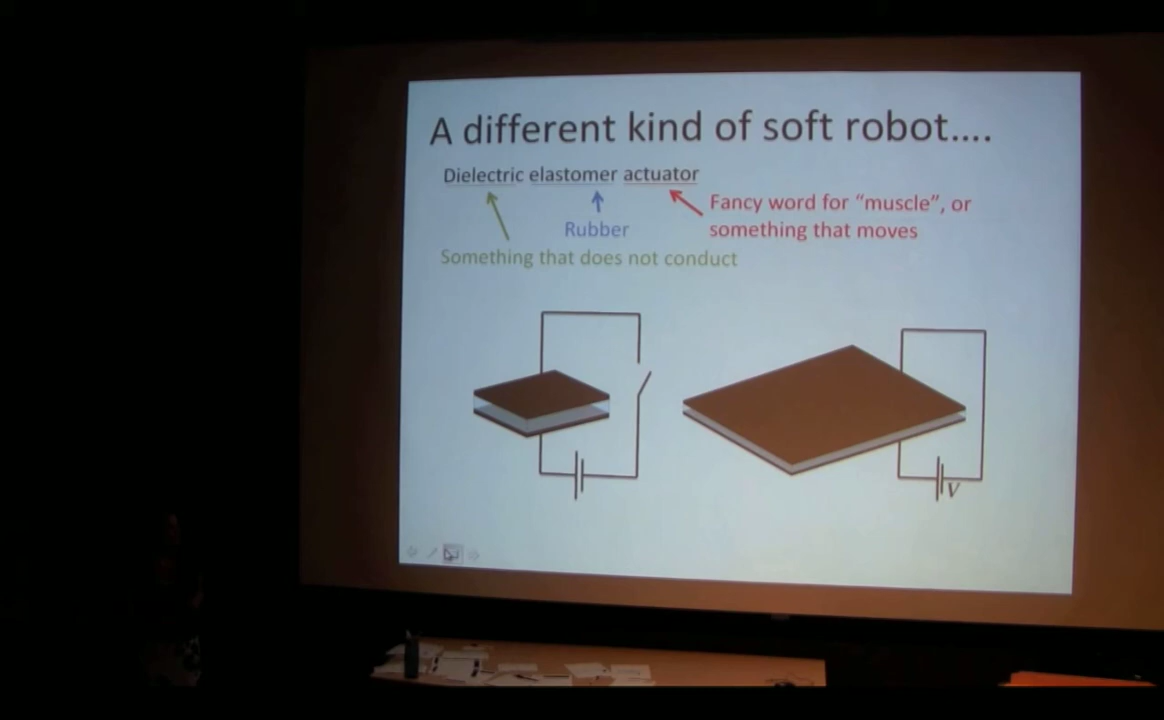 A different kind of soft robot....
Dielectric elastomer actuator
Fancy word for “muscle”, or
something that moves
Rubber
Something that does not conduct
V